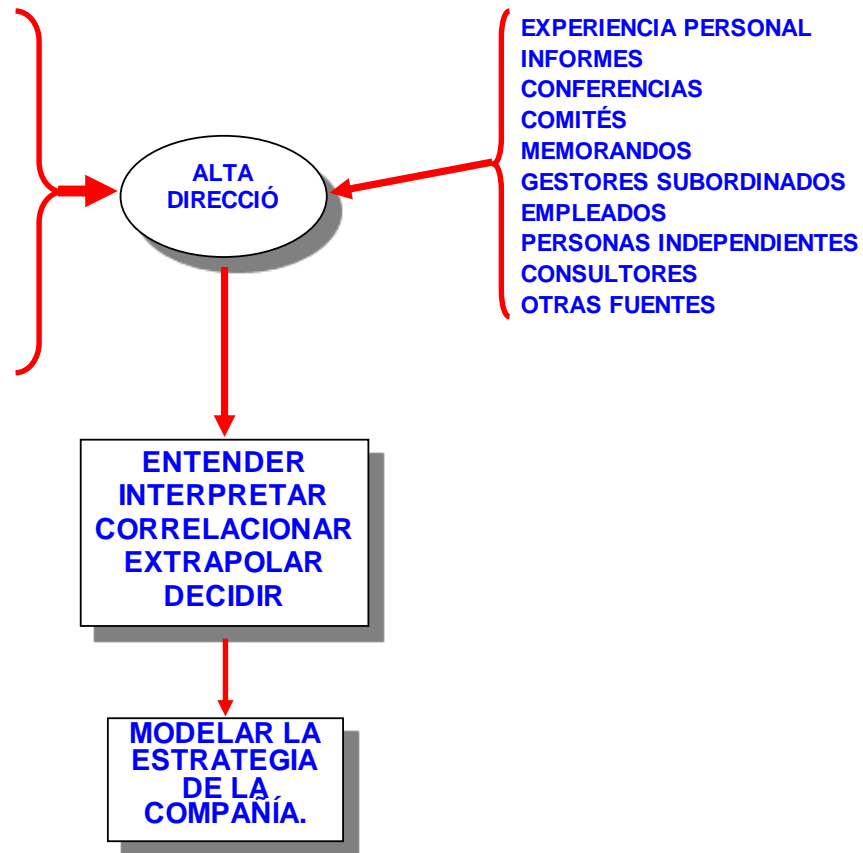 EXPERIENCIA PERSONAL
INFORMES
CONFERENCIAS
COMITÉS
MEMORANDOS
GESTORES SUBORDINADOS
EMPLEADOS
PERSONAS INDEPENDIENTES
CONSULTORES
OTRAS FUENTES
ALTA
DIRECCIÓ
ENTENDER
INTERPRETAR
CORRELACIONAR
EXTRAPOLAR
DECIDIR
MODELAR LA
ESTRATEGIA
DE LA
COMPAÑÍA.